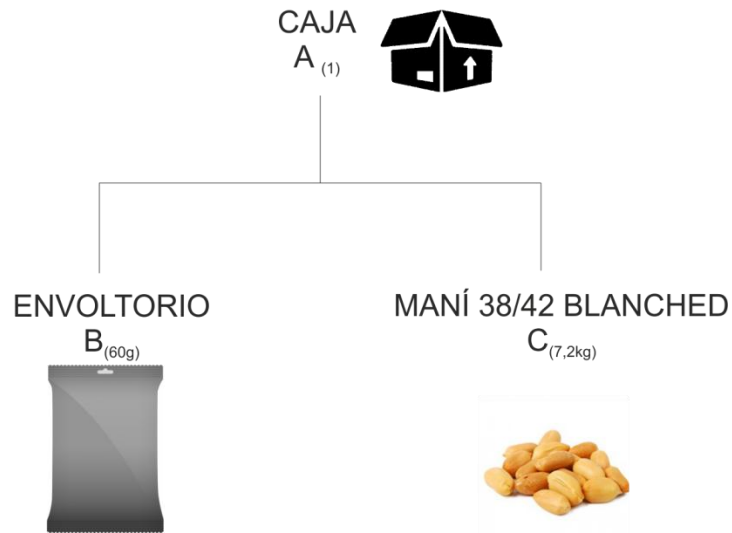 CAJA
A (1)
ENVOLTORIO
B(60g)
MANÍ 38/42 BLANCHED
C(7,2kg)